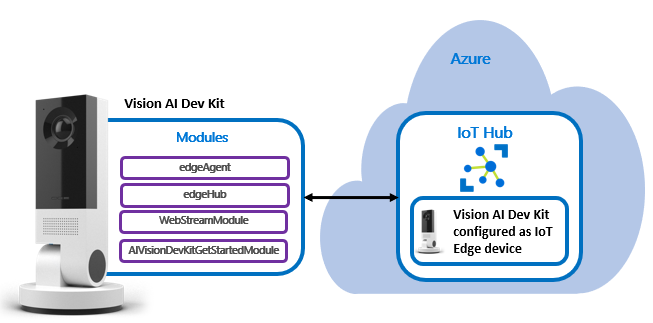 Vision AI Dev Kit
Modules
edgeAgent
edgeHub
WebStreamModule
AIVisionDevKitGetStartedModule
Azure
IoT Hub
Vision AI Dev Kit
configured as IoT
Edge device